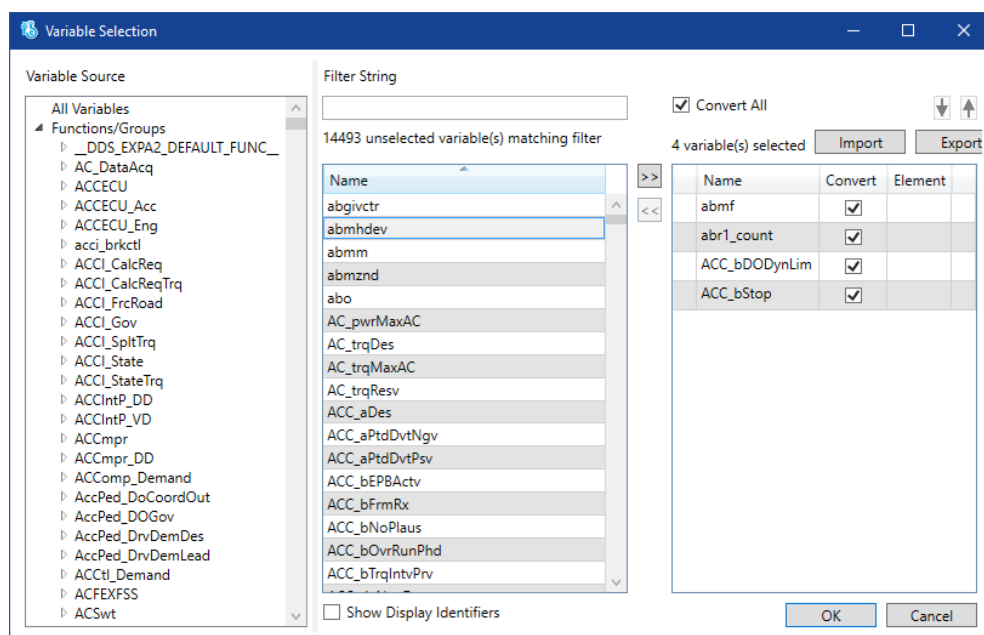 Variable Selection
Variable Source
All Variables
Functions/Groups
__DDS_EXPA2_DEFAULT_FUNC__
AC_DataAcq
ACCECU
ACCECU_Acc
ACCECU_Eng
acci_brkctl
ACCI_CalcReq
ACCI_CalcReqTrq
ACCI_FrcRoad
ACCI_Gov
ACCI_SpltTrq
ACCI_State
ACCI_StateTrq
ACCIntP_DD
ACCIntP_VD
ACCmpr
ACCmpr_DD
ACComp_Demand
AccPed_DoCoordOut
AccPed_DOGov
AccPed_DrvDemDes
AccPed_DrvDemLead
ACCtl_Demand
ACFEXFSS
ACSwt
Filter String
14493 unselected variable(s) matching filter
Name
abgivctr
abmhdev
abmm
abmznd
abo
AC_pwrMaxAC
AC_trqDes
AC_trqMaxAC
AC_trqResv
ACC_aDes
ACC_aPtdDvtNgv
ACC_aPtdDvtPsv
ACC_bEPBActv
ACC_bFrmRx
ACC_bNoPlaus
ACC_bOvrRunPhd
ACC_bTrqIntvPrv
Show Display Identifiers
>>
<<
Convert All
4 variable(s) selected Import Export
Name Convert Element
abmf
abr1_count
ACC_bDODynLim
ACC_bStop
OK Cancel